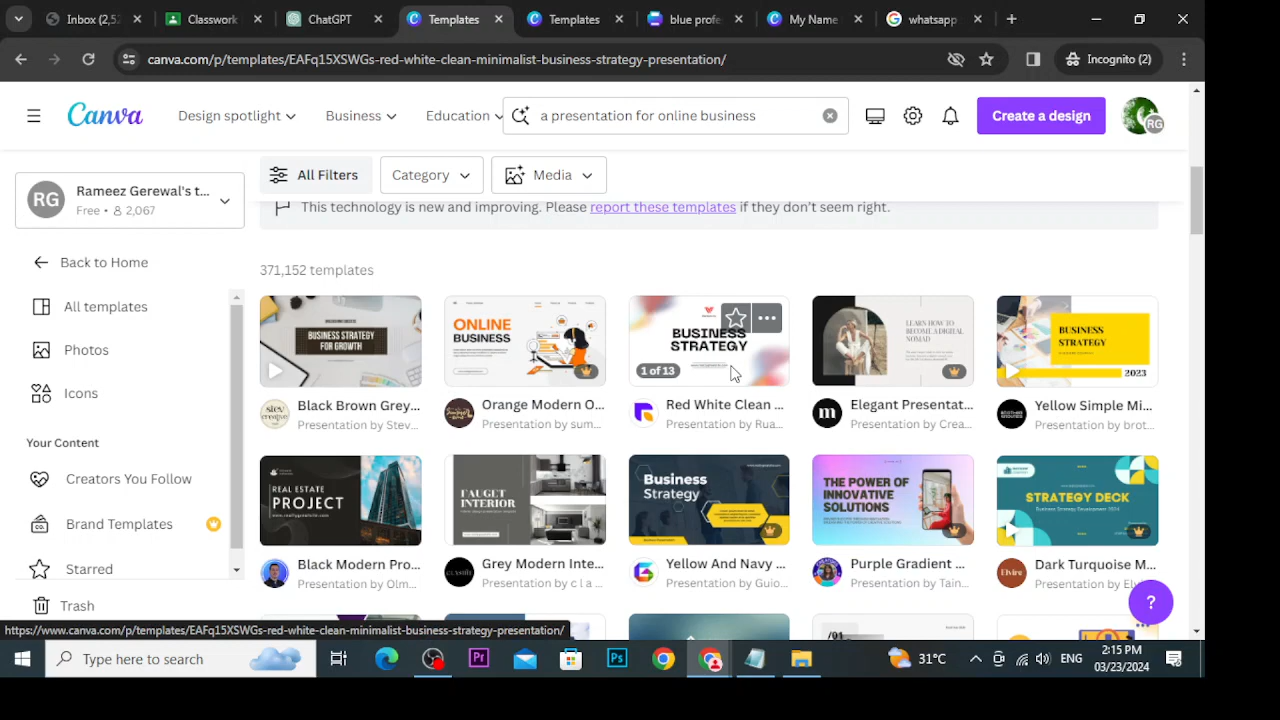 Inbox (2,52
Classwork
ChatGPT
Templates
Templates
blue profe
My Name
whatsapp
canva.com/p/templates/EAFq15XSWGs-red-white-clean-minimalist-business-strategy-presentation/
Incognito (2)
Canva
Design spotlight
Business
Education
a presentation for online business
Create a design
RG
RG
Rameez Gerewal's t...
Free • 2,067
All Filters
Category
Media
This technology is new and improving. Please report these templates if they don't seem right.
Back to Home
371,152 templates
All templates
Photos
Icons
Your Content
Creators You Follow
Brand Templates
Starred
Trash
BUSINESS STRATEGY
FOR GROWTH
ONLINE
BUSINESS
BUSINESS
STRATEGY
1 of 13
LEARN HOW TO
BECOME A DIGITAL
NOMAD
BUSINESS
STRATEGY
2023
Black Brown Grey...
Presentation by Stev...
Orange Modern O...
Presentation by sum...
Red White Clean ...
Presentation by Rua...
m
Elegant Presentat...
Presentation by Crea...
Yellow Simple Mi...
Presentation by brot...
REAL ESTATE
PROJECT
FAUGET
INTERIOR
Business
Strategy
THE POWER OF
INNOVATIVE
SOLUTIONS
STRATEGY DECK
Business Strategy Development 2024
Black Modern Pro...
Presentation by Olm...
Grey Modern Inte...
Presentation by c l a ...
Yellow And Navy ...
Presentation by Guio...
Purple Gradient ...
Presentation by Tain...
Elvire
Dark Turquoise M...
Presentation by Elv
?
https://www.canva.com/p/templates/EAFq15XSWGs-red-white-clean-minimalist-business-strategy-presentation/
Type here to search
Pr
Ps
31°C
ENG
2:15 PM
03/23/2024